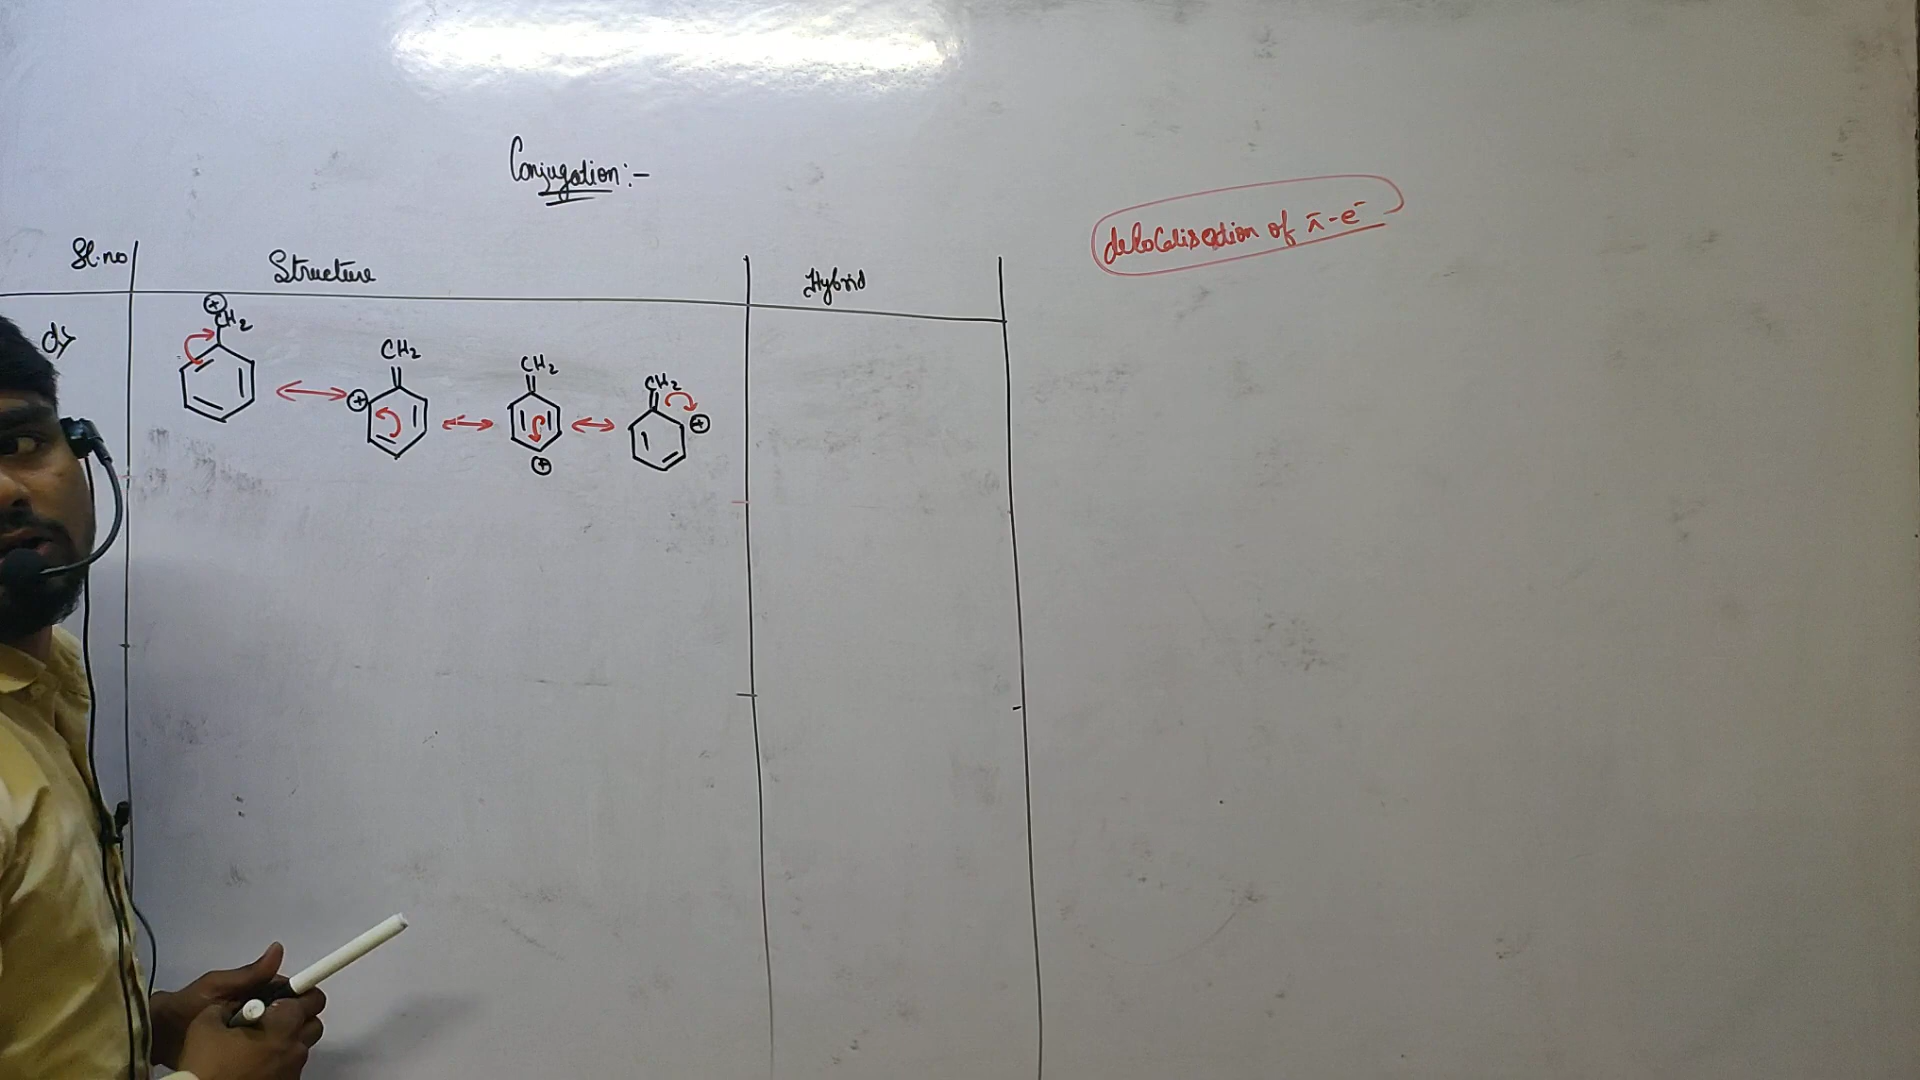 Conjugation:-
delocalisation of π-e⁻
Sl.no Structure Hybrid
d)
⊕
CH2
CH2
CH2
CH2
⊕
⊕
⊕